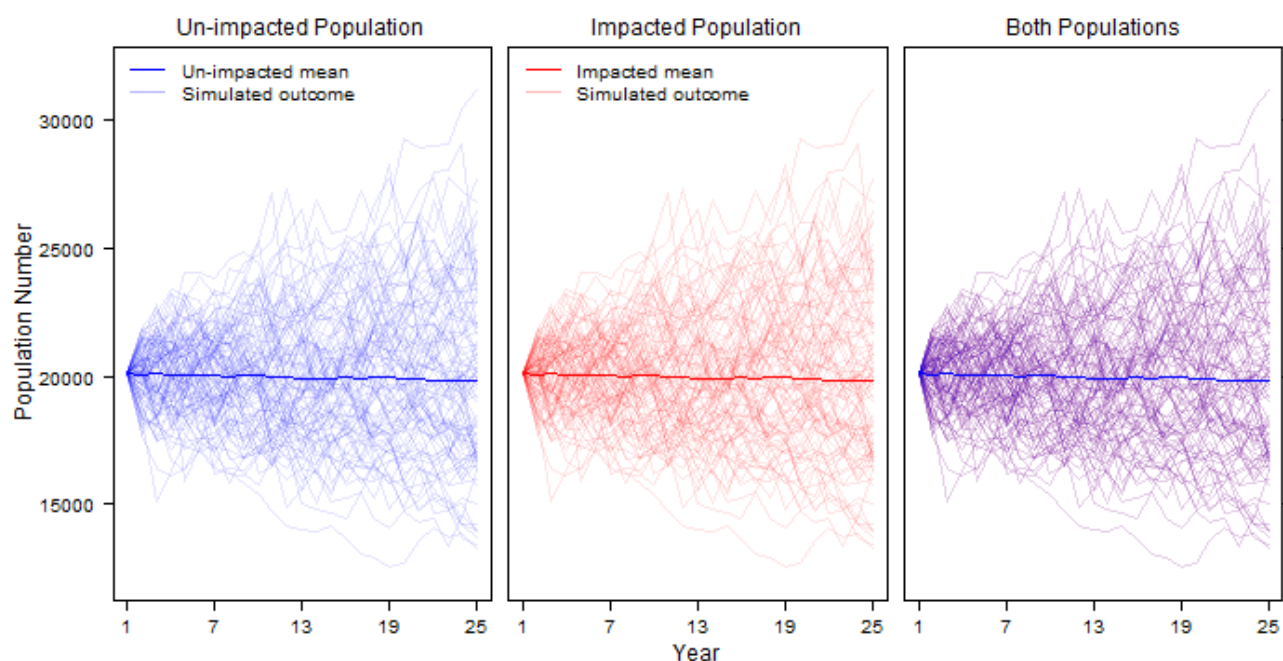 Un-impacted Population
Impacted Population
Both Populations
Un-impacted mean
Simulated outcome
Impacted mean
Simulated outcome
30000
25000
20000
15000
Population Number
1 7 13 19 25
1 7 13 19 25
1 7 13 19 25
Year